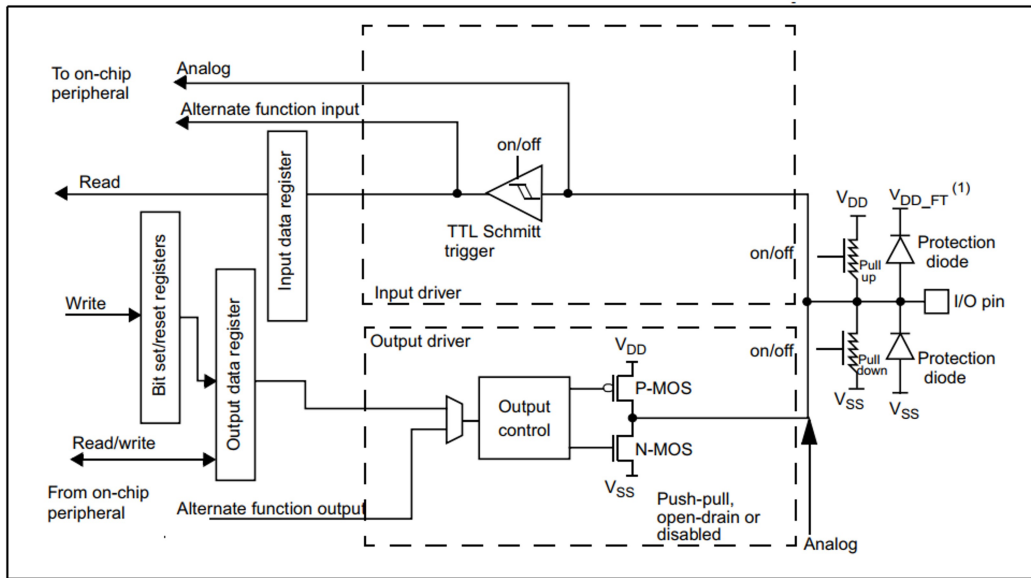 To on-chip
peripheral
Analog
Alternate function input
on/off
Read
Input data register
TTL Schmitt
trigger
Input driver
Bit set/reset registers
Write
Output data register
Read/write
From on-chip
peripheral
Alternate function output
Output driver
Output
control
VDD
P-MOS
N-MOS
VSS
Push-pull,
open-drain or
disabled
Analog
on/off
VDD
Pull
up
VDD_FT (1)
Protection
diode
I/O pin
on/off
Pull
down
VSS
Protection
diode
VSS